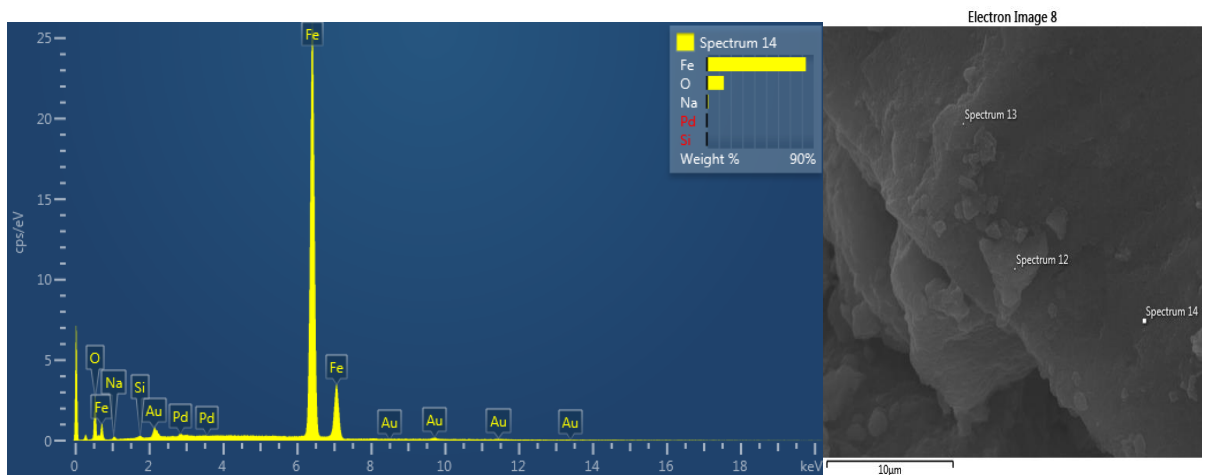 25
20
15
10
5
0
cps/eV
Fe
O
Fe
Na
Si
Au
Pd
Pd
Fe
Au
Au
Au
Au
0 2 4 6 8 10 12 14 16 18 keV
Spectrum 14
Fe
O
Na
Pd
Si
Weight % 90%
Electron Image 8
Spectrum 13
Spectrum 12
Spectrum 14
10µm